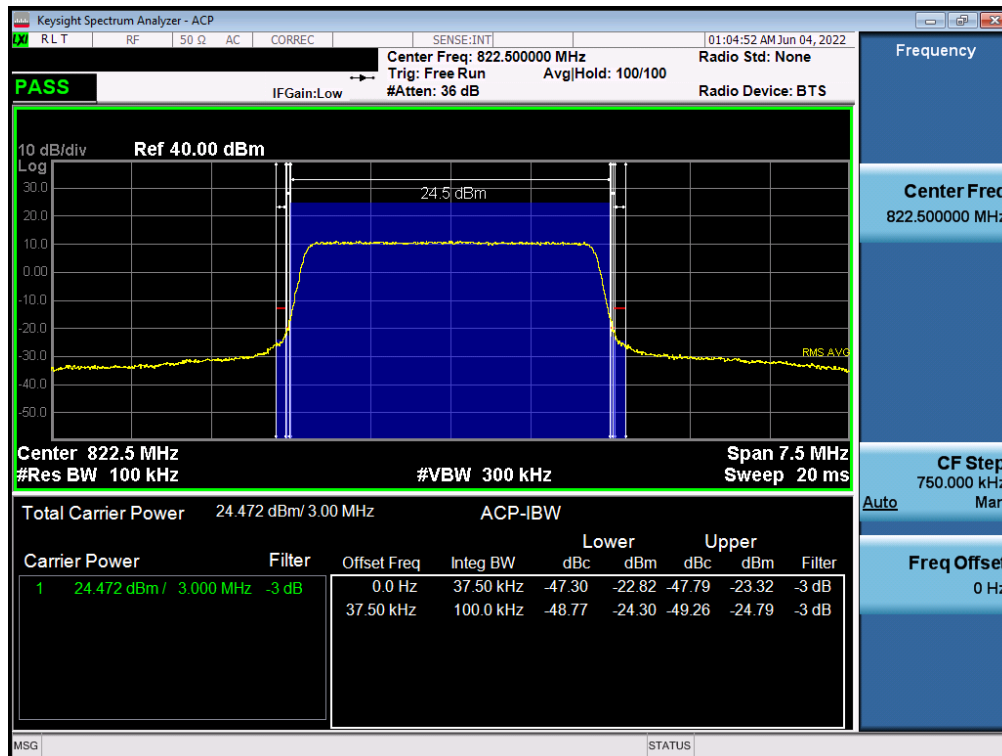 Keysight Spectrum Analyzer - ACP
LXI RLT RF 50 Ω AC CORREC SENSE:INT 01:04:52 AM Jun 04, 2022
Center Freq: 822.500000 MHz Radio Std: None
Trig: Free Run Avg|Hold: 100/100
PASS IFGain:Low #Atten: 36 dB Radio Device: BTS
10 dB/div Ref 40.00 dBm
Log
30.0
24.5 dBm
20.0
10.0
0.00
-10.0
-20.0
-30.0
RMS AVG
-40.0
-50.0
Center 822.5 MHz Span 7.5 MHz
#Res BW 100 kHz #VBW 300 kHz Sweep 20 ms
Total Carrier Power 24.472 dBm/ 3.00 MHz ACP-IBW
Lower Upper
Carrier Power Filter Offset Freq Integ BW dBc dBm dBc dBm Filter
1 24.472 dBm / 3.000 MHz -3 dB 0.0 Hz 37.50 kHz -47.30 -22.82 -47.79 -23.32 -3 dB
37.50 kHz 100.0 kHz -48.77 -24.30 -49.26 -24.79 -3 dB
MSG STATUS
Frequency
Center Freq
822.500000 MHz
CF Step
750.000 kHz
Auto Man
Freq Offset
0 Hz